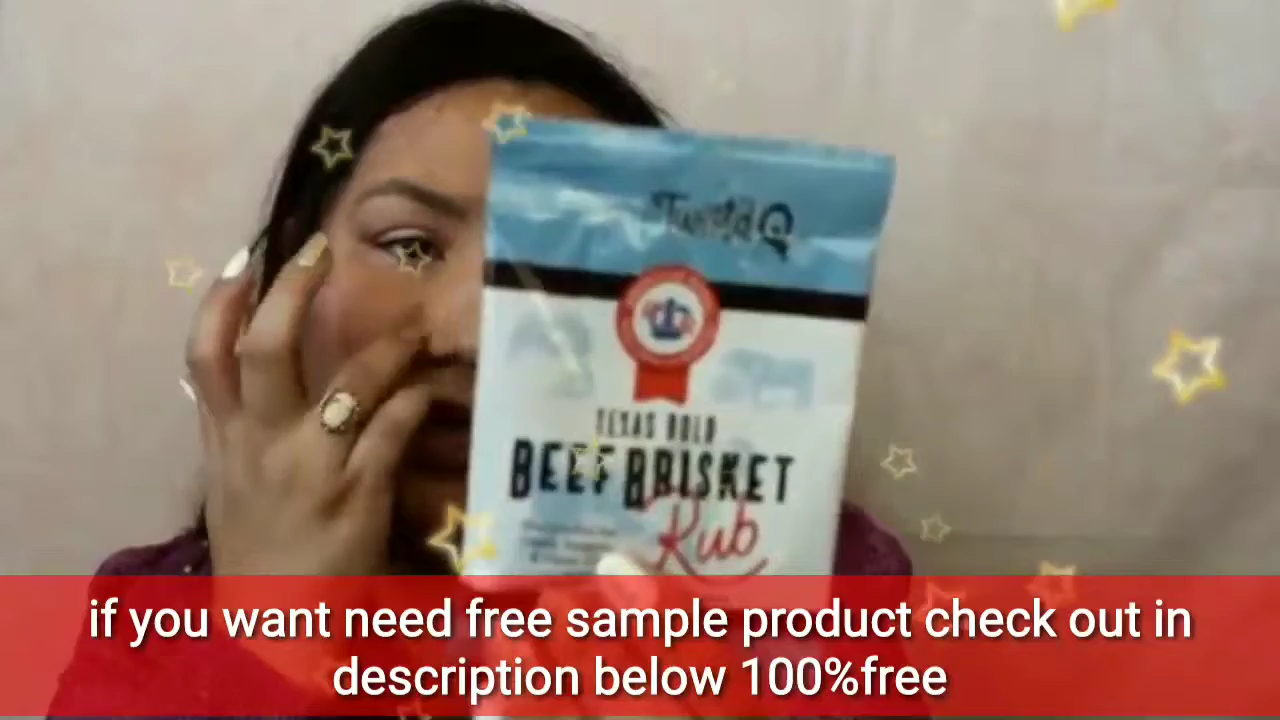 Twisted Q
TEXAS BOLD
BEEF BRISKET
Rub
if you want need free sample product check out in
description below 100%free